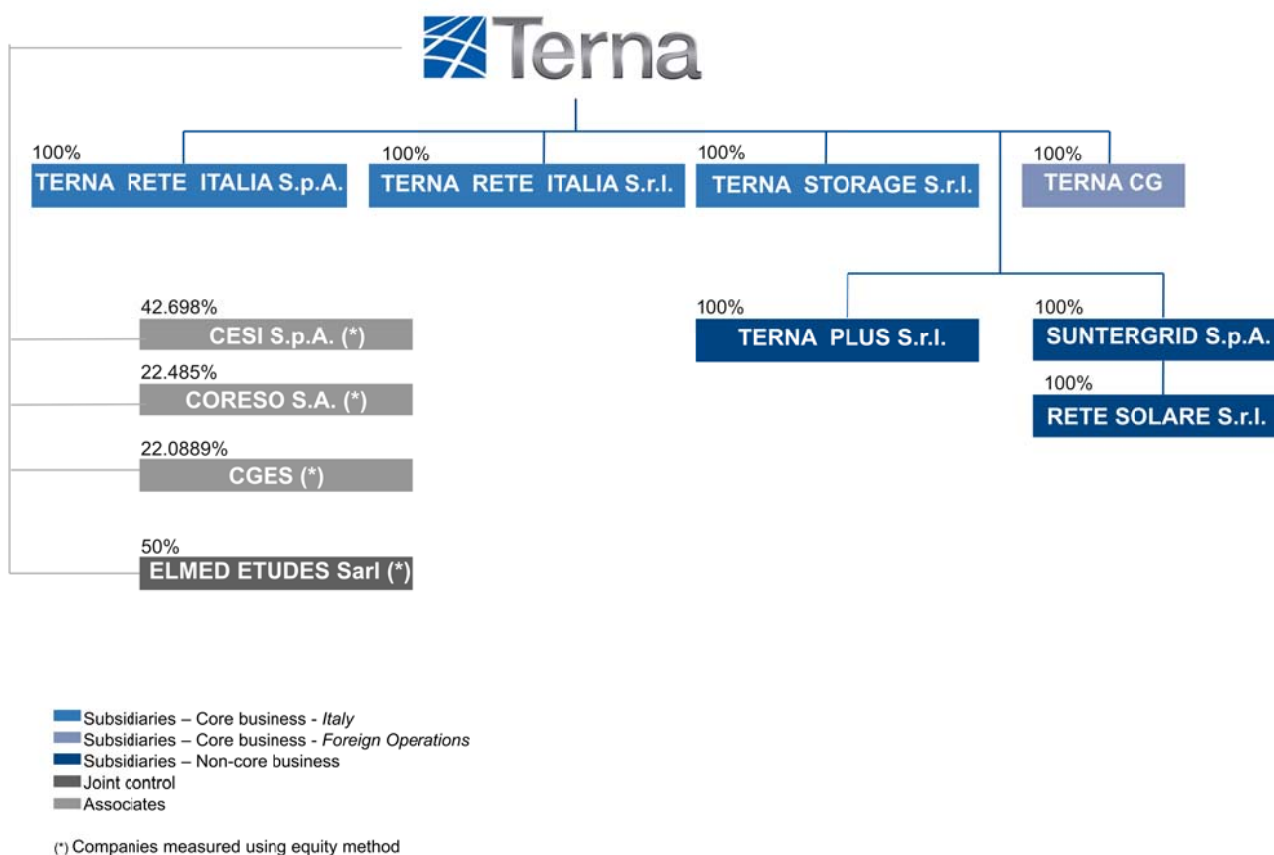 Terna
100%
TERNA RETE ITALIA S.p.A.
100%
TERNA RETE ITALIA S.r.l.
100%
TERNA STORAGE S.r.l.
100%
TERNA CG
42.698%
CESI S.p.A. (*)
22.485%
CORESO S.A. (*)
22.0889%
CGES (*)
50%
ELMED ETUDES Sarl (*)
100%
TERNA PLUS S.r.l.
100%
SUNTERGRID S.p.A.
100%
RETE SOLARE S.r.l.
Subsidiaries – Core business - Italy
Subsidiaries – Core business - Foreign Operations
Subsidiaries – Non-core business
Joint control
Associates
(*) Companies measured using equity method